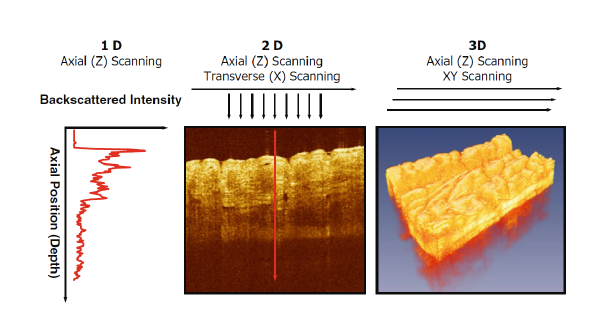 1 D
Axial (Z) Scanning
2 D
Axial (Z) Scanning
Transverse (X) Scanning
3D
Axial (Z) Scanning
XY Scanning
Backscattered Intensity
Axial Position (Depth)